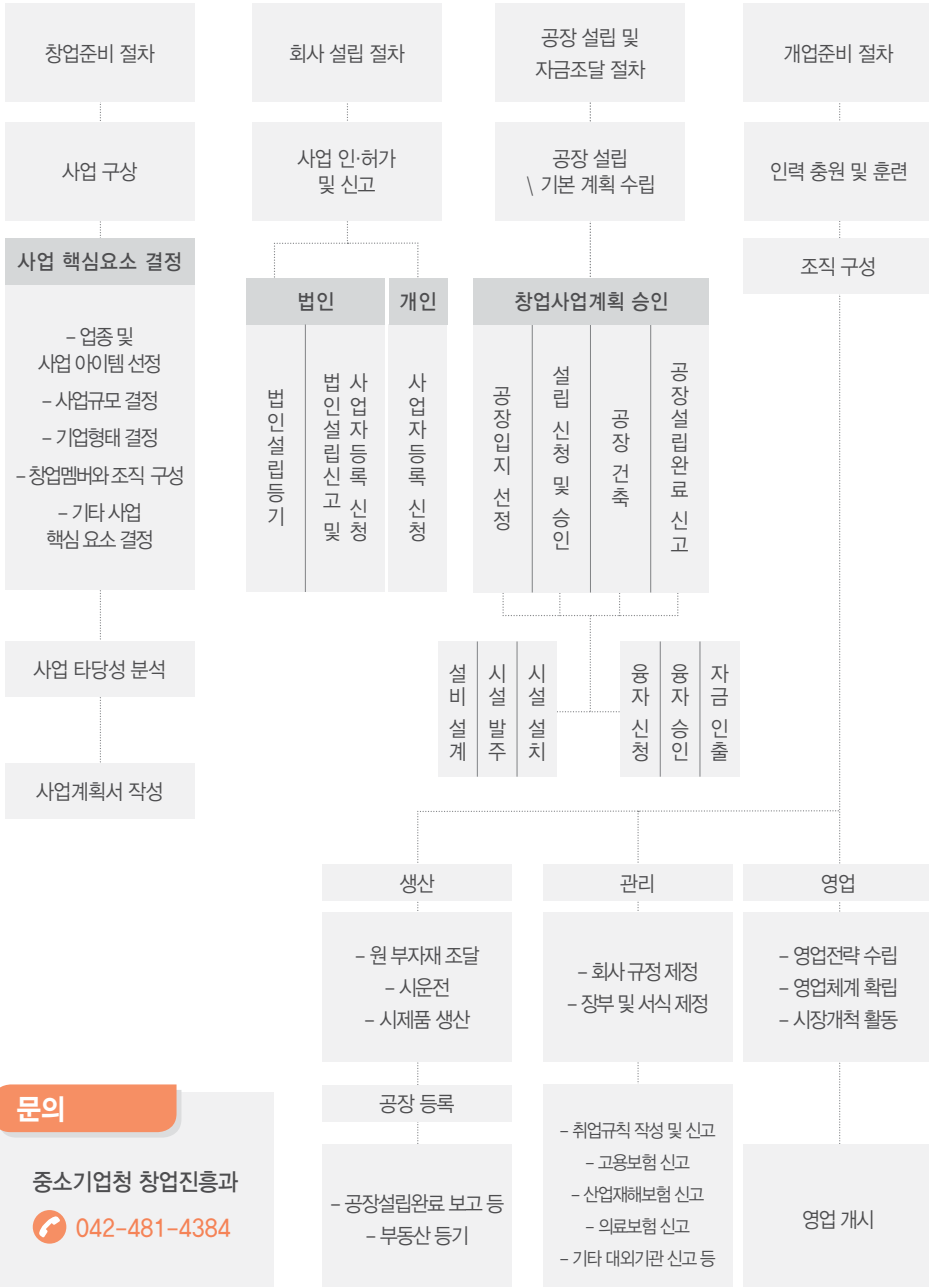 창업준비 절차
사업 구상
사업 핵심요소 결정
– 업종 및
사업 아이템 선정
– 사업규모 결정
– 기업형태 결정
– 창업멤버와 조직 구성
– 기타 사업
핵심 요소 결정
사업 타당성 분석
사업계획서 작성
회사 설립 절차
사업 인·허가
및 신고
법인
법인설립등기
법인설립신고 및
사업자등록 신청
개인
사업자등록 신청
공장 설립 및
자금조달 절차
공장 설립
\ 기본 계획 수립
창업사업계획 승인
공장입지 선정
설립 신청 및 승인
공장 건축
공장설립완료 신고
설비 설계
시설 발주
시설 설치
융자 신청
융자 승인
자금 인출
개업준비 절차
인력 충원 및 훈련
조직 구성
생산
– 원 부자재 조달
– 시운전
– 시제품 생산
공장 등록
– 공장설립완료 보고 등
– 부동산 등기
관리
– 회사 규정 제정
– 장부 및 서식 제정
– 취업규칙 작성 및 신고
– 고용보험 신고
– 산업재해보험 신고
– 의료보험 신고
– 기타 대외기관 신고 등
영업
– 영업전략 수립
– 영업체계 확립
– 시장개척 활동
영업 개시
문의
중소기업청 창업진흥과
042-481-4384